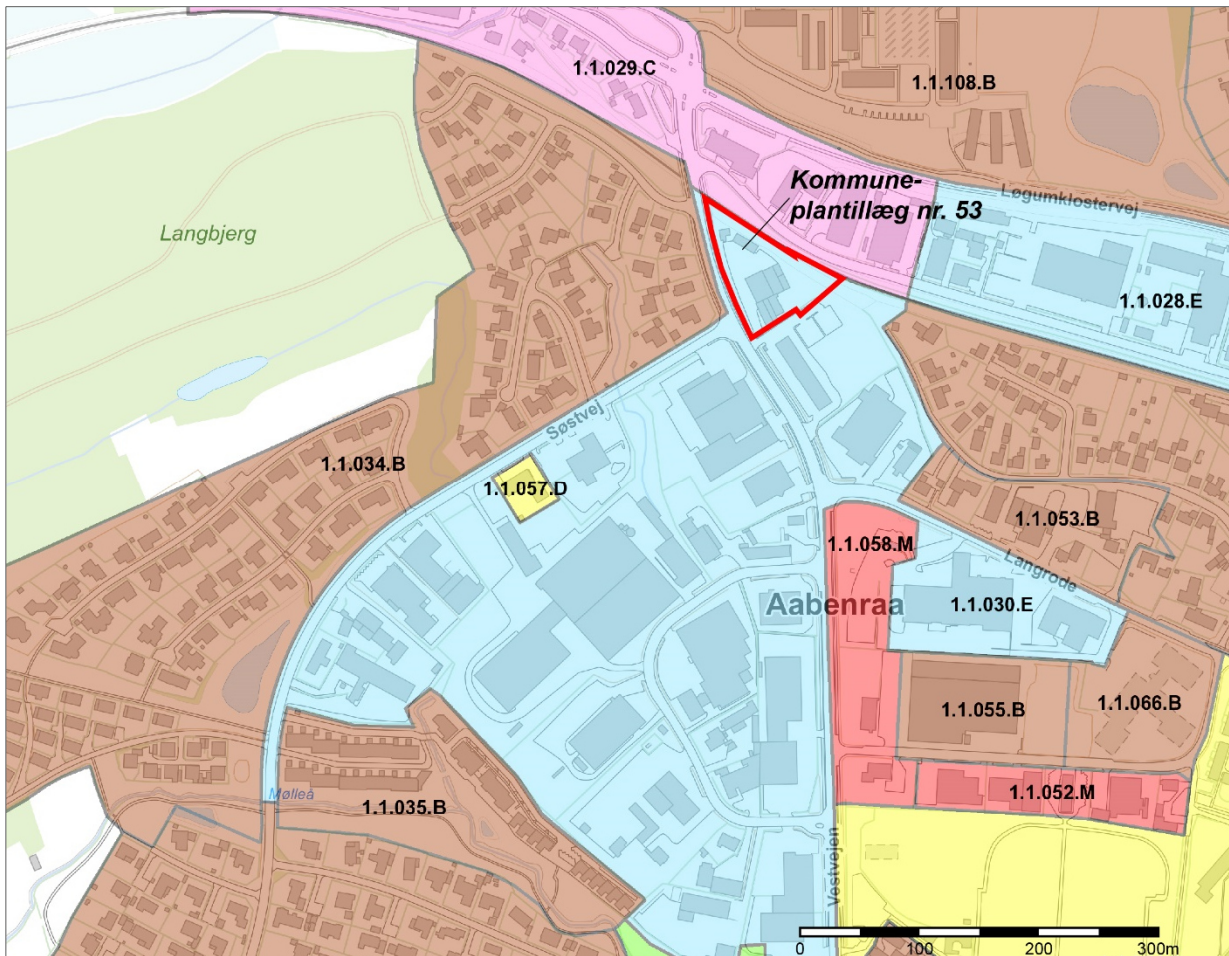 1.1.029.C
1.1.108.B
Kommune-
plantillæg nr. 53
Løgumklostervej
Langbjerg
1.1.028.E
Søstvej
1.1.034.B
1.1.057.D
1.1.053.B
1.1.058.M
Langrode
Aabenraa
1.1.030.E
1.1.055.B
1.1.066.B
Mølleå
1.1.035.B
1.1.052.M
Vestvejen
0 100 200 300m